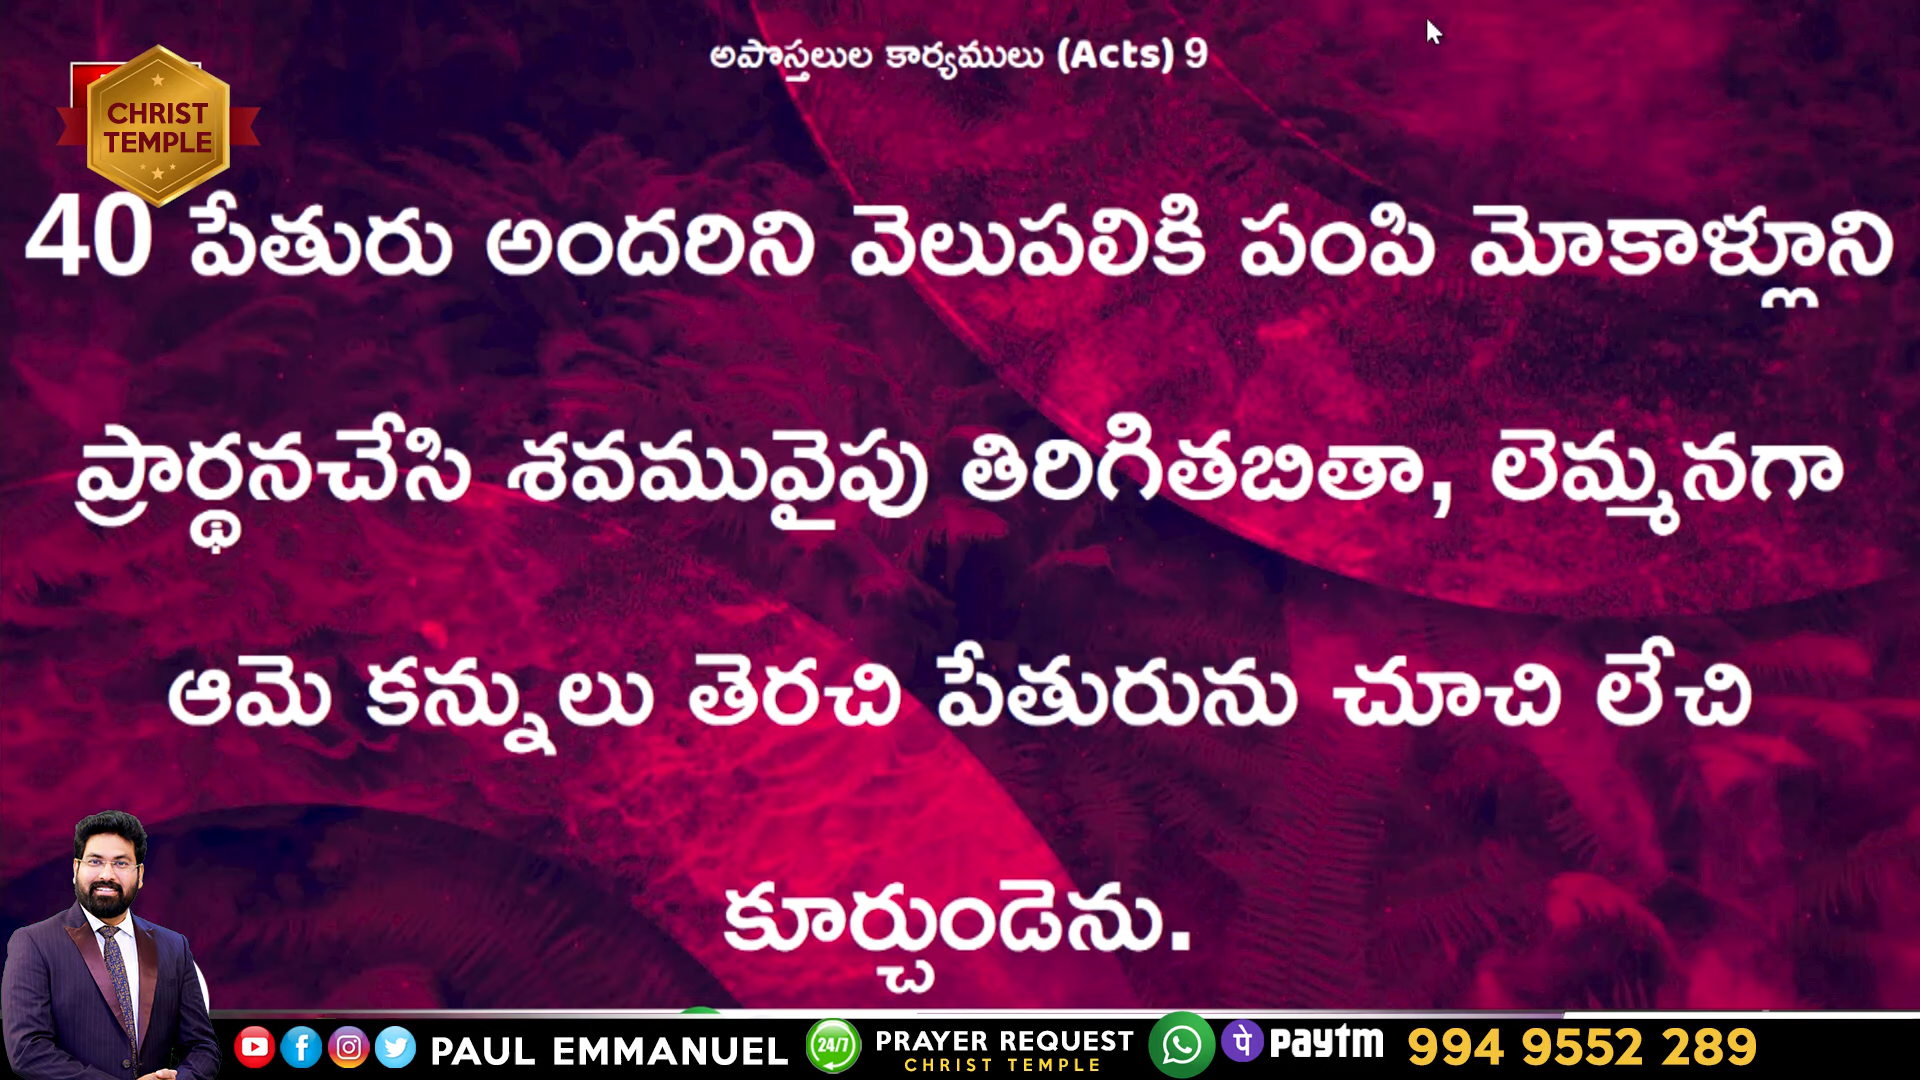 అపొస్తలుల కార్యములు (Acts) 9
CHRIST
TEMPLE
40 పేతురు అందరిని వెలుపలికి పంపి మోకాళ్లూని
ప్రార్థనచేసి శవమువైపు తిరిగితబితా, లెమ్మనగా
ఆమె కన్నులు తెరచి పేతురును చూచి లేచి
కూర్చుండెను.
PAUL EMMANUEL
24/7
PRAYER REQUEST
CHRIST TEMPLE
पे
paytm
994 9552 289